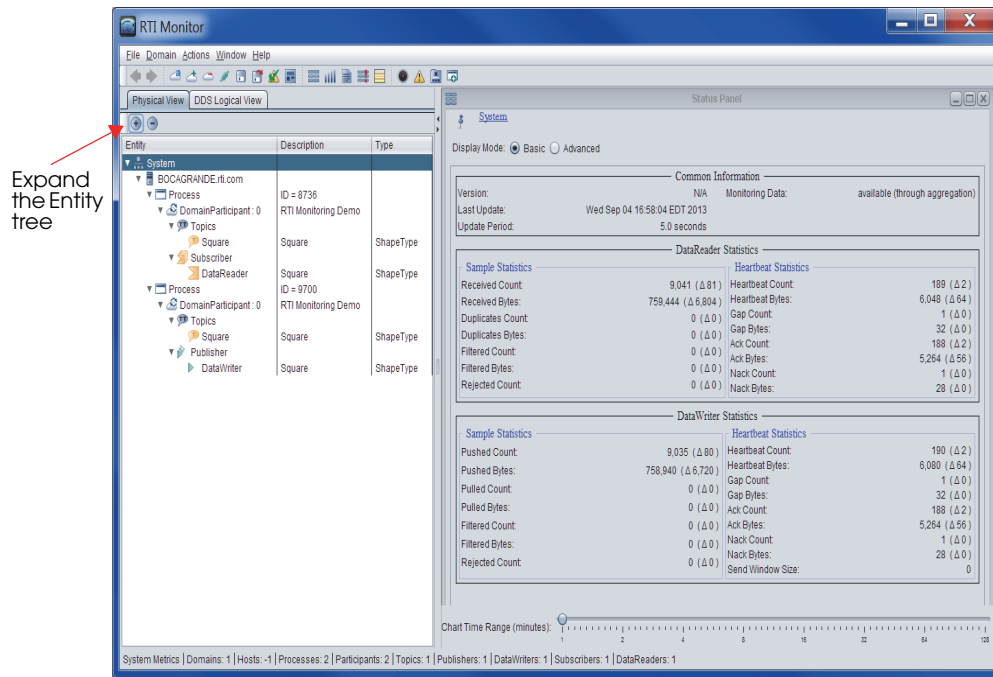 RTI Monitor
File Domain Actions Window Help
Physical View DDS Logical View
Expand
the Entity
tree
Entity Description Type
System
BOCAGRANDE.rti.com
Process ID = 8736
DomainParticipant : 0 RTI Monitoring Demo
Topics
Square Square ShapeType
Subscriber
DataReader Square ShapeType
Process ID = 9700
DomainParticipant : 0 RTI Monitoring Demo
Topics
Square Square ShapeType
Publisher
DataWriter Square ShapeType
Status Panel
System
Display Mode: Basic Advanced
Common Information
Version: N/A Monitoring Data: available (through aggregation)
Last Update: Wed Sep 04 16:58:04 EDT 2013
Update Period: 5.0 seconds
DataReader Statistics
Sample Statistics
Received Count: 9,041 (Δ 81)
Received Bytes: 759,444 (Δ 6,804)
Duplicates Count: 0 (Δ 0)
Duplicates Bytes: 0 (Δ 0)
Filtered Count: 0 (Δ 0)
Filtered Bytes: 0 (Δ 0)
Rejected Count: 0 (Δ 0)
Heartbeat Statistics
Heartbeat Count: 189 (Δ 2)
Heartbeat Bytes: 6,048 (Δ 64)
Gap Count: 1 (Δ 0)
Gap Bytes: 32 (Δ 0)
Ack Count: 188 (Δ 2)
Ack Bytes: 5,264 (Δ 56)
Nack Count: 1 (Δ 0)
Nack Bytes: 28 (Δ 0)
DataWriter Statistics
Sample Statistics
Pushed Count: 9,035 (Δ 80)
Pushed Bytes: 758,940 (Δ 6,720)
Pulled Count: 0 (Δ 0)
Pulled Bytes: 0 (Δ 0)
Filtered Count: 0 (Δ 0)
Filtered Bytes: 0 (Δ 0)
Rejected Count: 0 (Δ 0)
Heartbeat Statistics
Heartbeat Count: 190 (Δ 2)
Heartbeat Bytes: 6,080 (Δ 64)
Gap Count: 1 (Δ 0)
Gap Bytes: 32 (Δ 0)
Ack Count: 188 (Δ 2)
Ack Bytes: 5,264 (Δ 56)
Nack Count: 1 (Δ 0)
Nack Bytes: 28 (Δ 0)
Send Window Size: 0
Chart Time Range (minutes):
1 2 4 8 16 32 64 128
System Metrics | Domains: 1 | Hosts: -1 | Processes: 2 | Participants: 2 | Topics: 1 | Publishers: 1 | DataWriters: 1 | Subscribers: 1 | DataReaders: 1